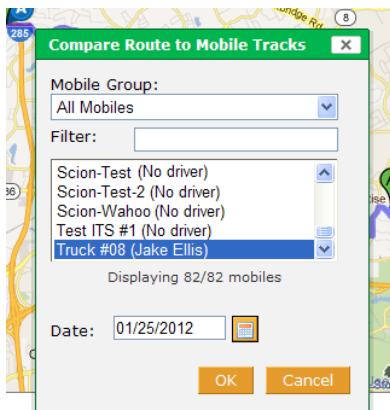 A
8
285
Compare Route to Mobile Tracks
Mobile Group:
All Mobiles
Filter:
Scion-Test (No driver)
Scion-Test-2 (No driver)
Scion-Wahoo (No driver)
Test ITS #1 (No driver)
Truck #08 (Jake Ellis)
Displaying 82/82 mobiles
Date: 01/25/2012
OK Cancel